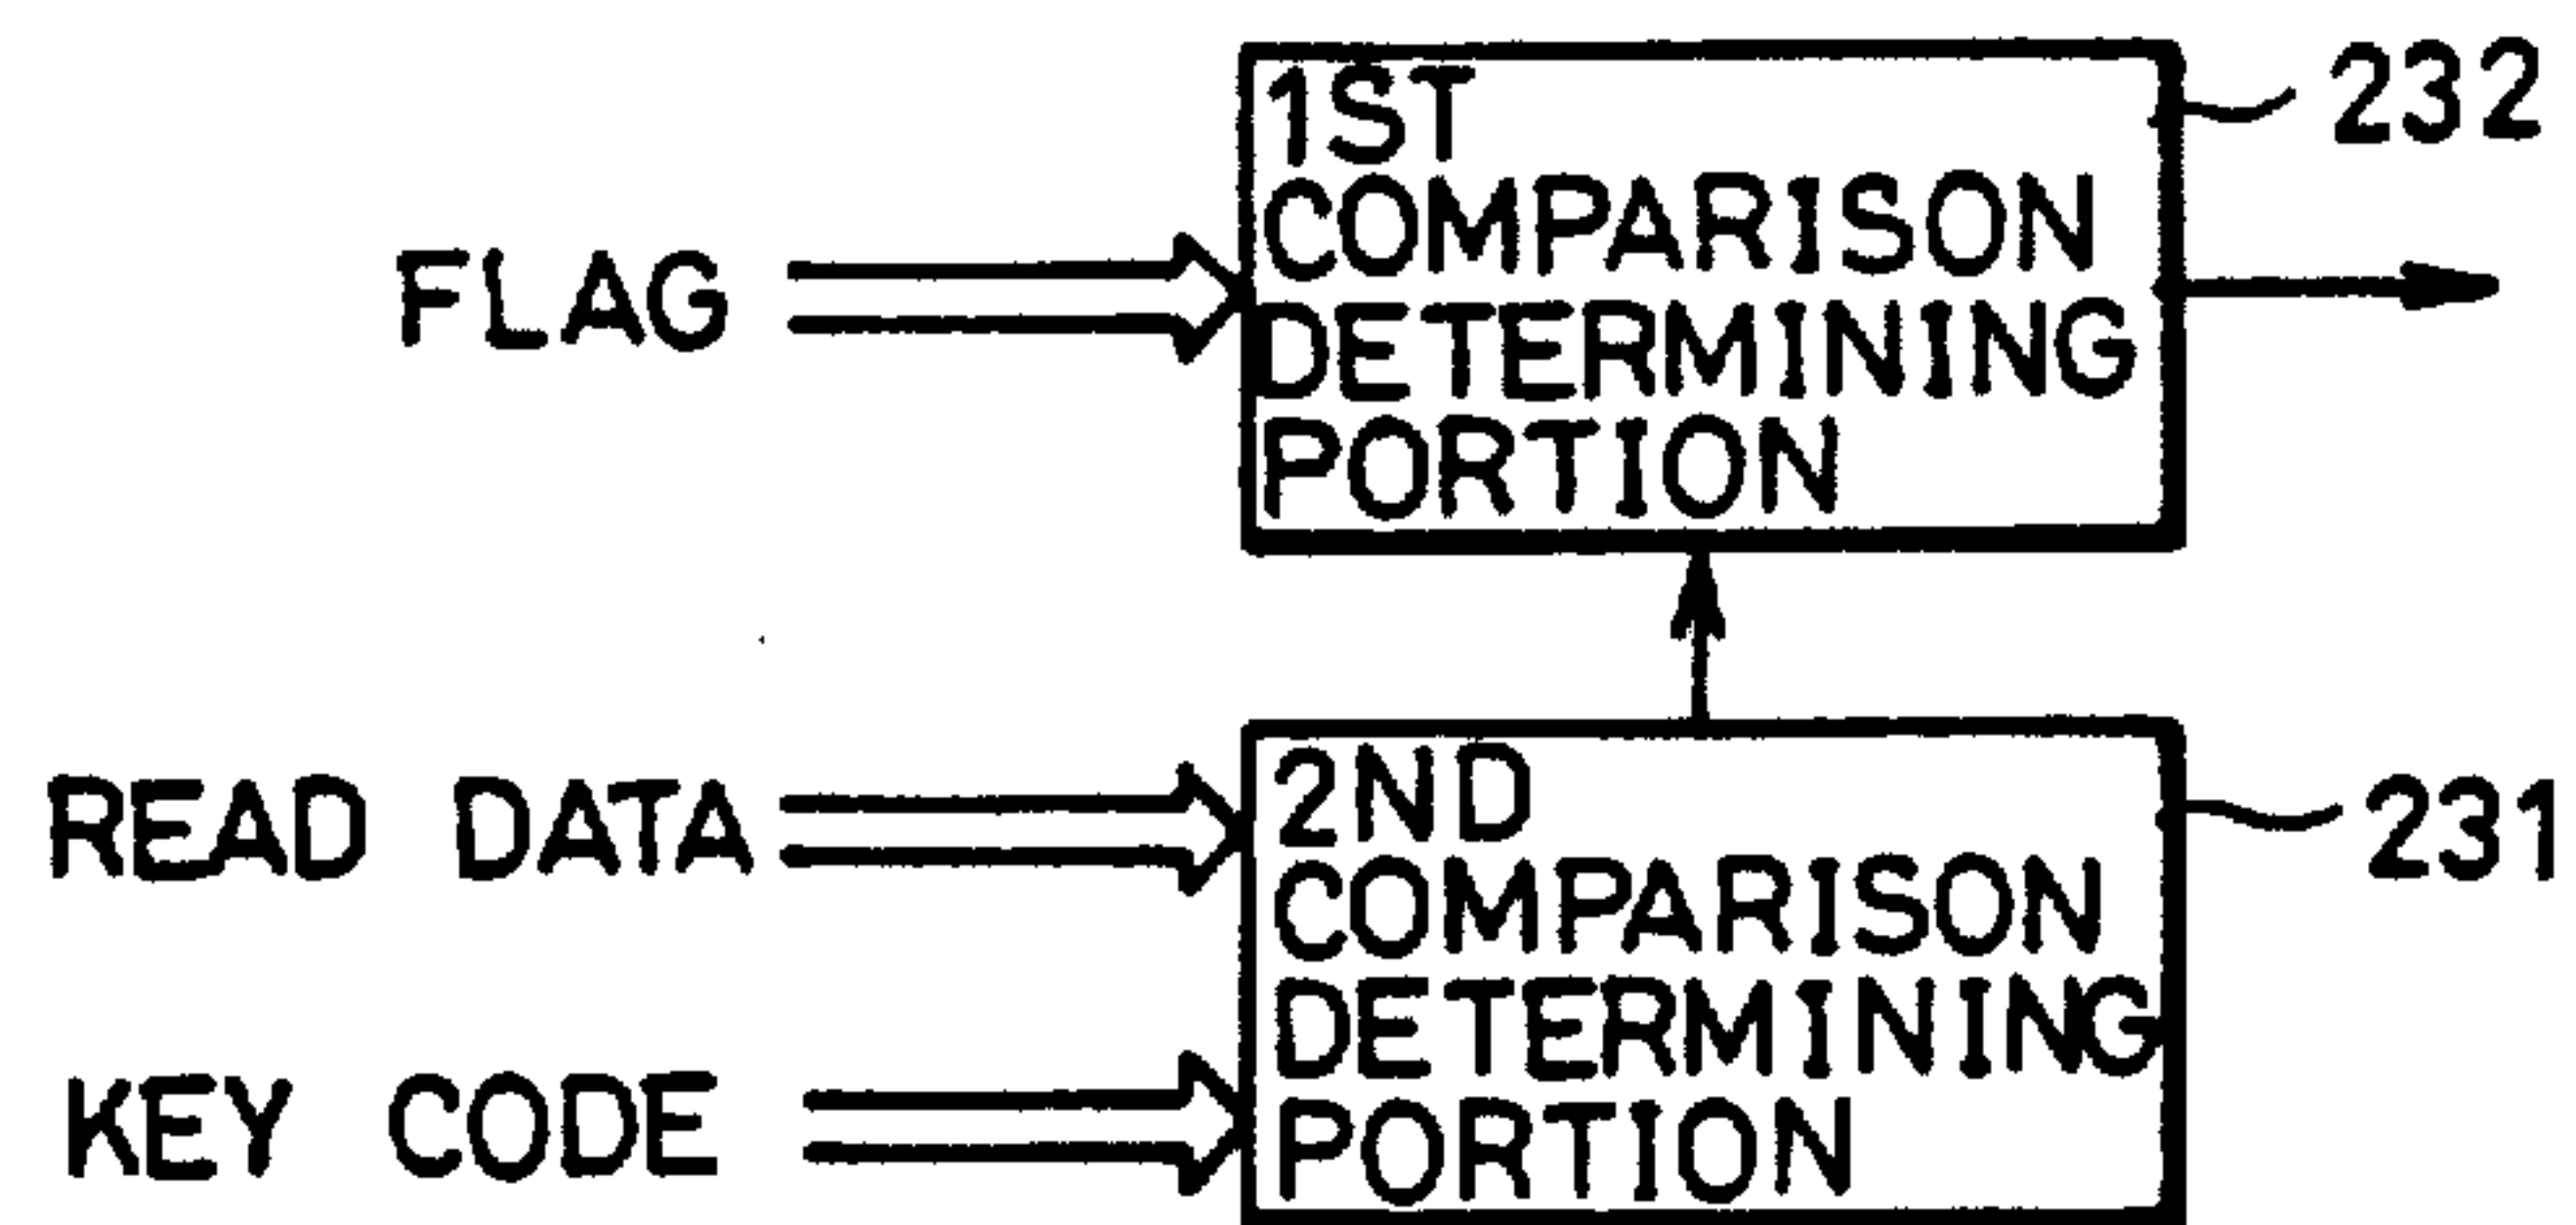 1ST
COMPARISON
DETERMINING
PORTION
232
FLAG
2ND
COMPARISON
DETERMINING
PORTION
231
READ DATA
KEY CODE